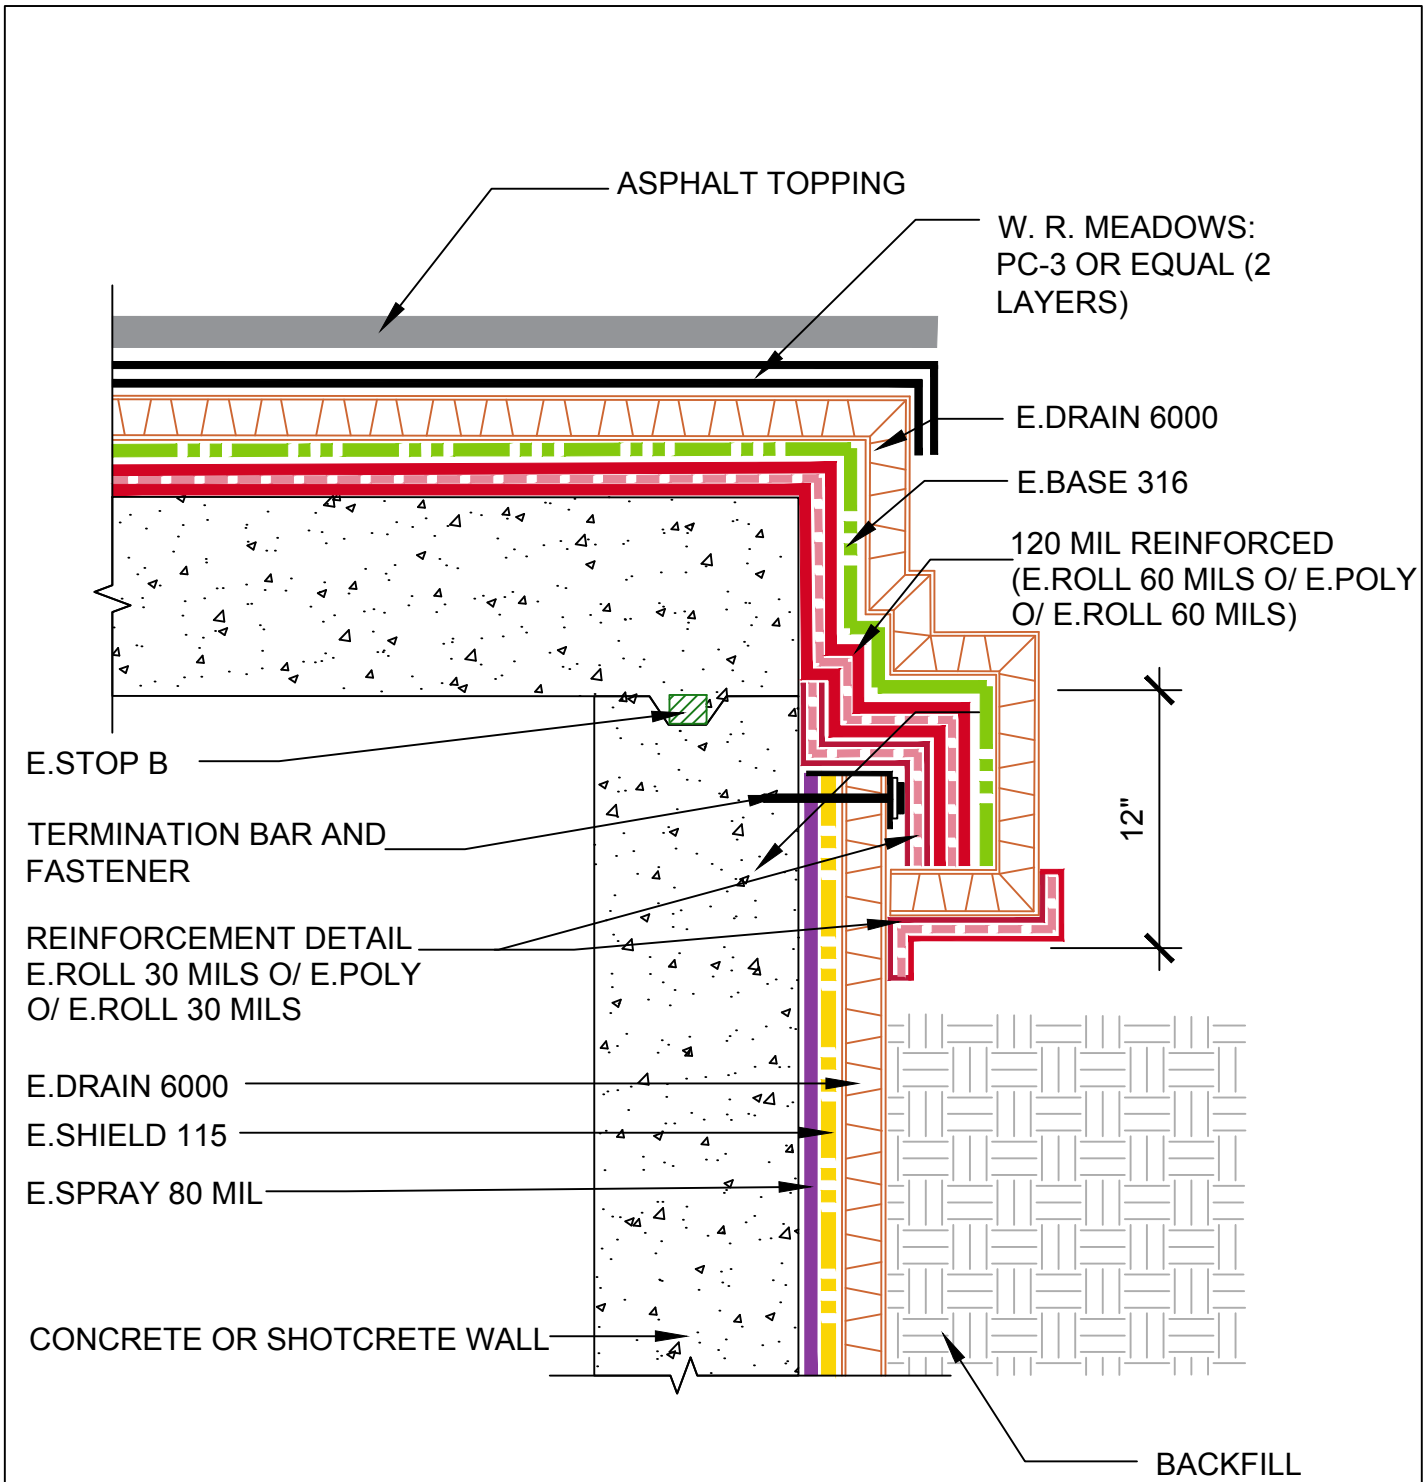 ASPHALT TOPPING
W. R. MEADOWS:
PC-3 OR EQUAL (2
LAYERS)
E.DRAIN 6000
E.BASE 316
120 MIL REINFORCED
(E.ROLL 60 MILS O/ E.POLY
O/ E.ROLL 60 MILS)
E.STOP B
12"
TERMINATION BAR AND
FASTENER
REINFORCEMENT DETAIL
E.ROLL 30 MILS O/ E.POLY
O/ E.ROLL 30 MILS
E.DRAIN 6000
E.SHIELD 115
E.SPRAY 80 MIL
CONCRETE OR SHOTCRETE WALL
BACKFILL